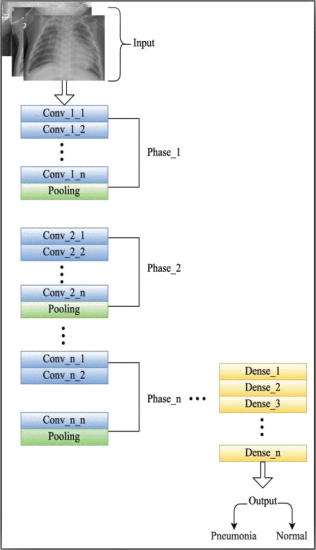 Input
Conv_1_1
Conv_1_2
Conv_1_n
Pooling
Phase_1
Conv_2_1
Conv_2_2
Conv_2_n
Pooling
Phase_2
Conv_n_1
Conv_n_2
Conv_n_n
Pooling
Phase_n
Dense_1
Dense_2
Dense_3
Dense_n
Output
Pneumonia Normal